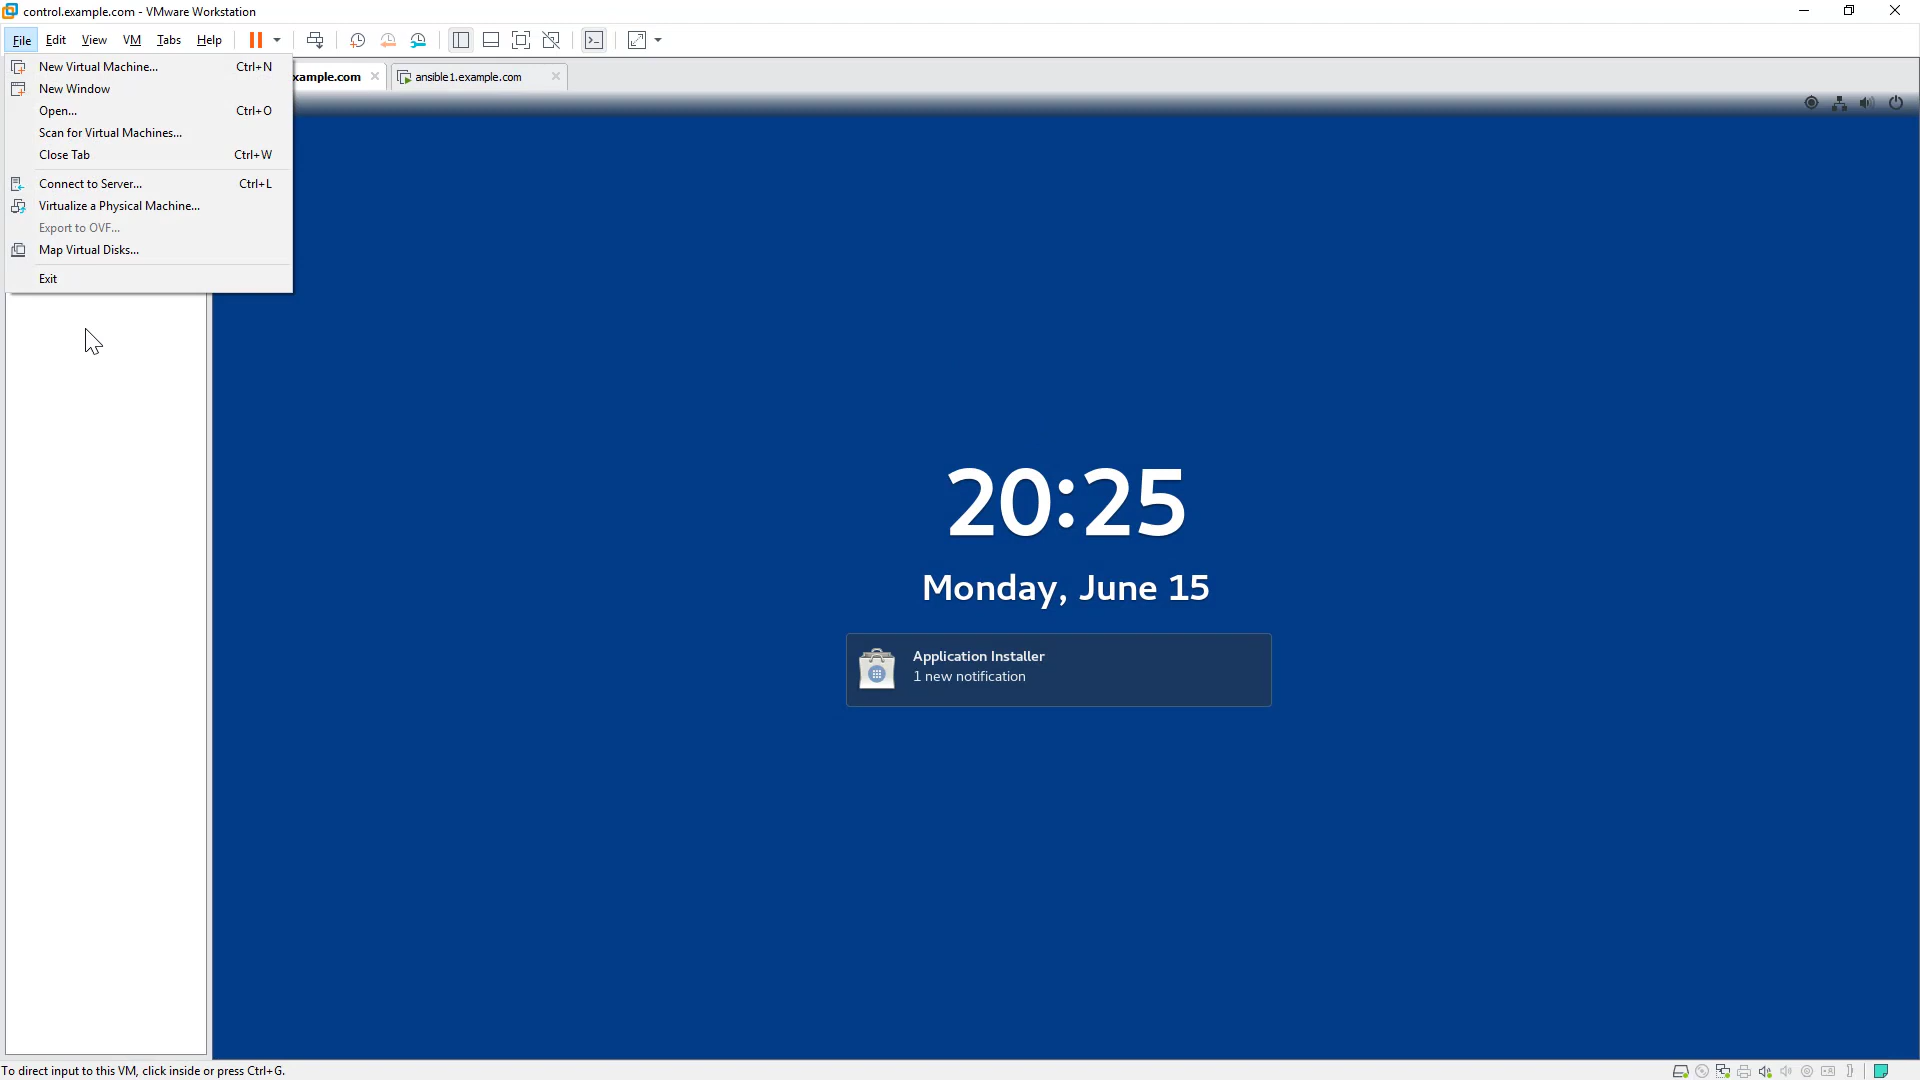 control.example.com - VMware Workstation
File Edit View VM Tabs Help
New Virtual Machine... Ctrl+N
xample.com
ansible1.example.com
New Window
Open... Ctrl+O
Scan for Virtual Machines...
Close Tab Ctrl+W
Connect to Server... Ctrl+L
Virtualize a Physical Machine...
Export to OVF...
Map Virtual Disks...
Exit
20:25
Monday, June 15
Application Installer
1 new notification
To direct input to this VM, click inside or press Ctrl+G.